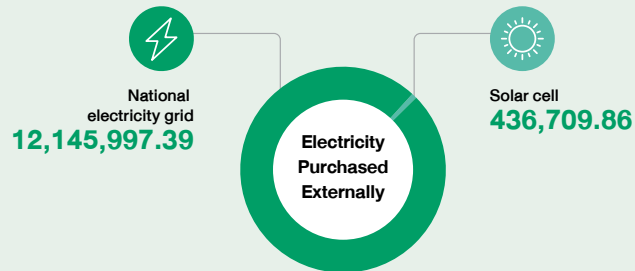 National
electricity grid
12,145,997.39
Electricity
Purchased
Externally
Solar cell
436,709.86